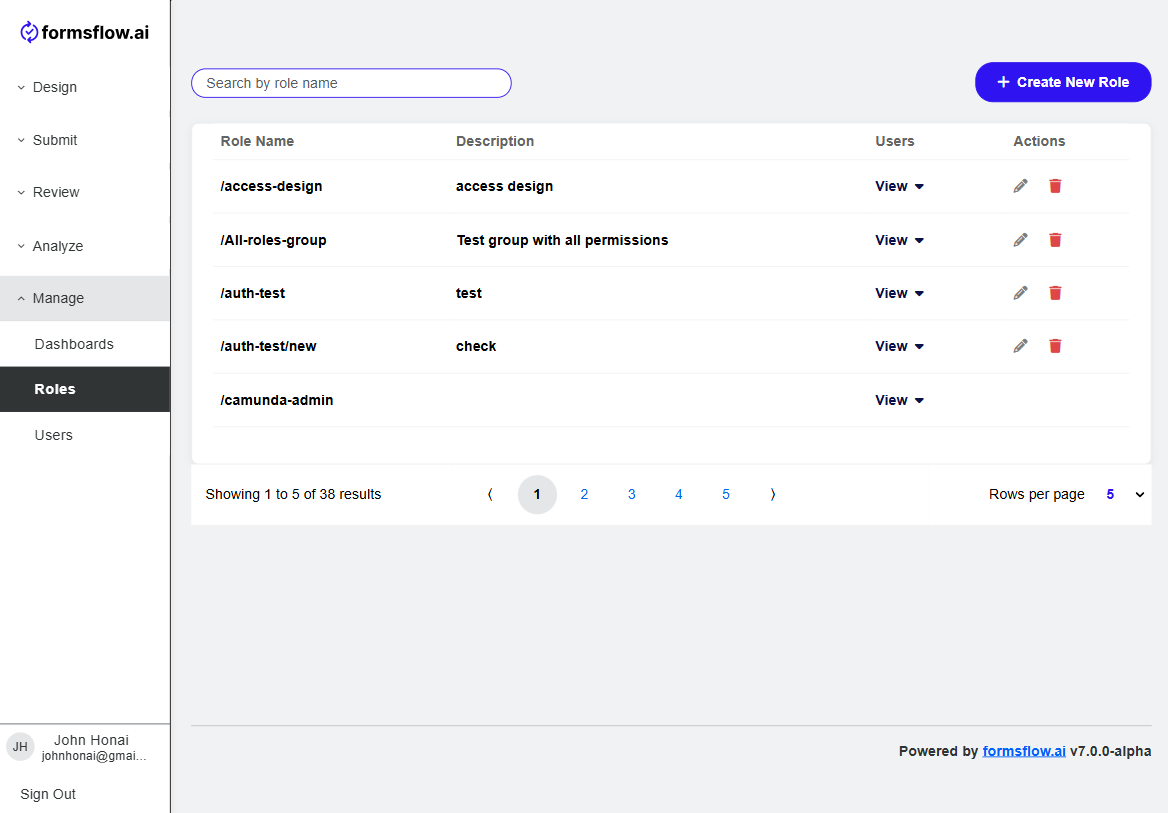 formsflow.ai
Design
Submit
Review
Analyze
Manage
Dashboards
Roles
Users
JH
John Honai
johnhonai@gmai...
Sign Out
Search by role name
+ Create New Role
Role Name Description Users Actions
/access-design access design View
/All-roles-group Test group with all permissions View
/auth-test test View
/auth-test/new check View
/camunda-admin View
Showing 1 to 5 of 38 results ⟨ 1 2 3 4 5 ⟩ Rows per page 5
Powered by formsflow.ai v7.0.0-alpha